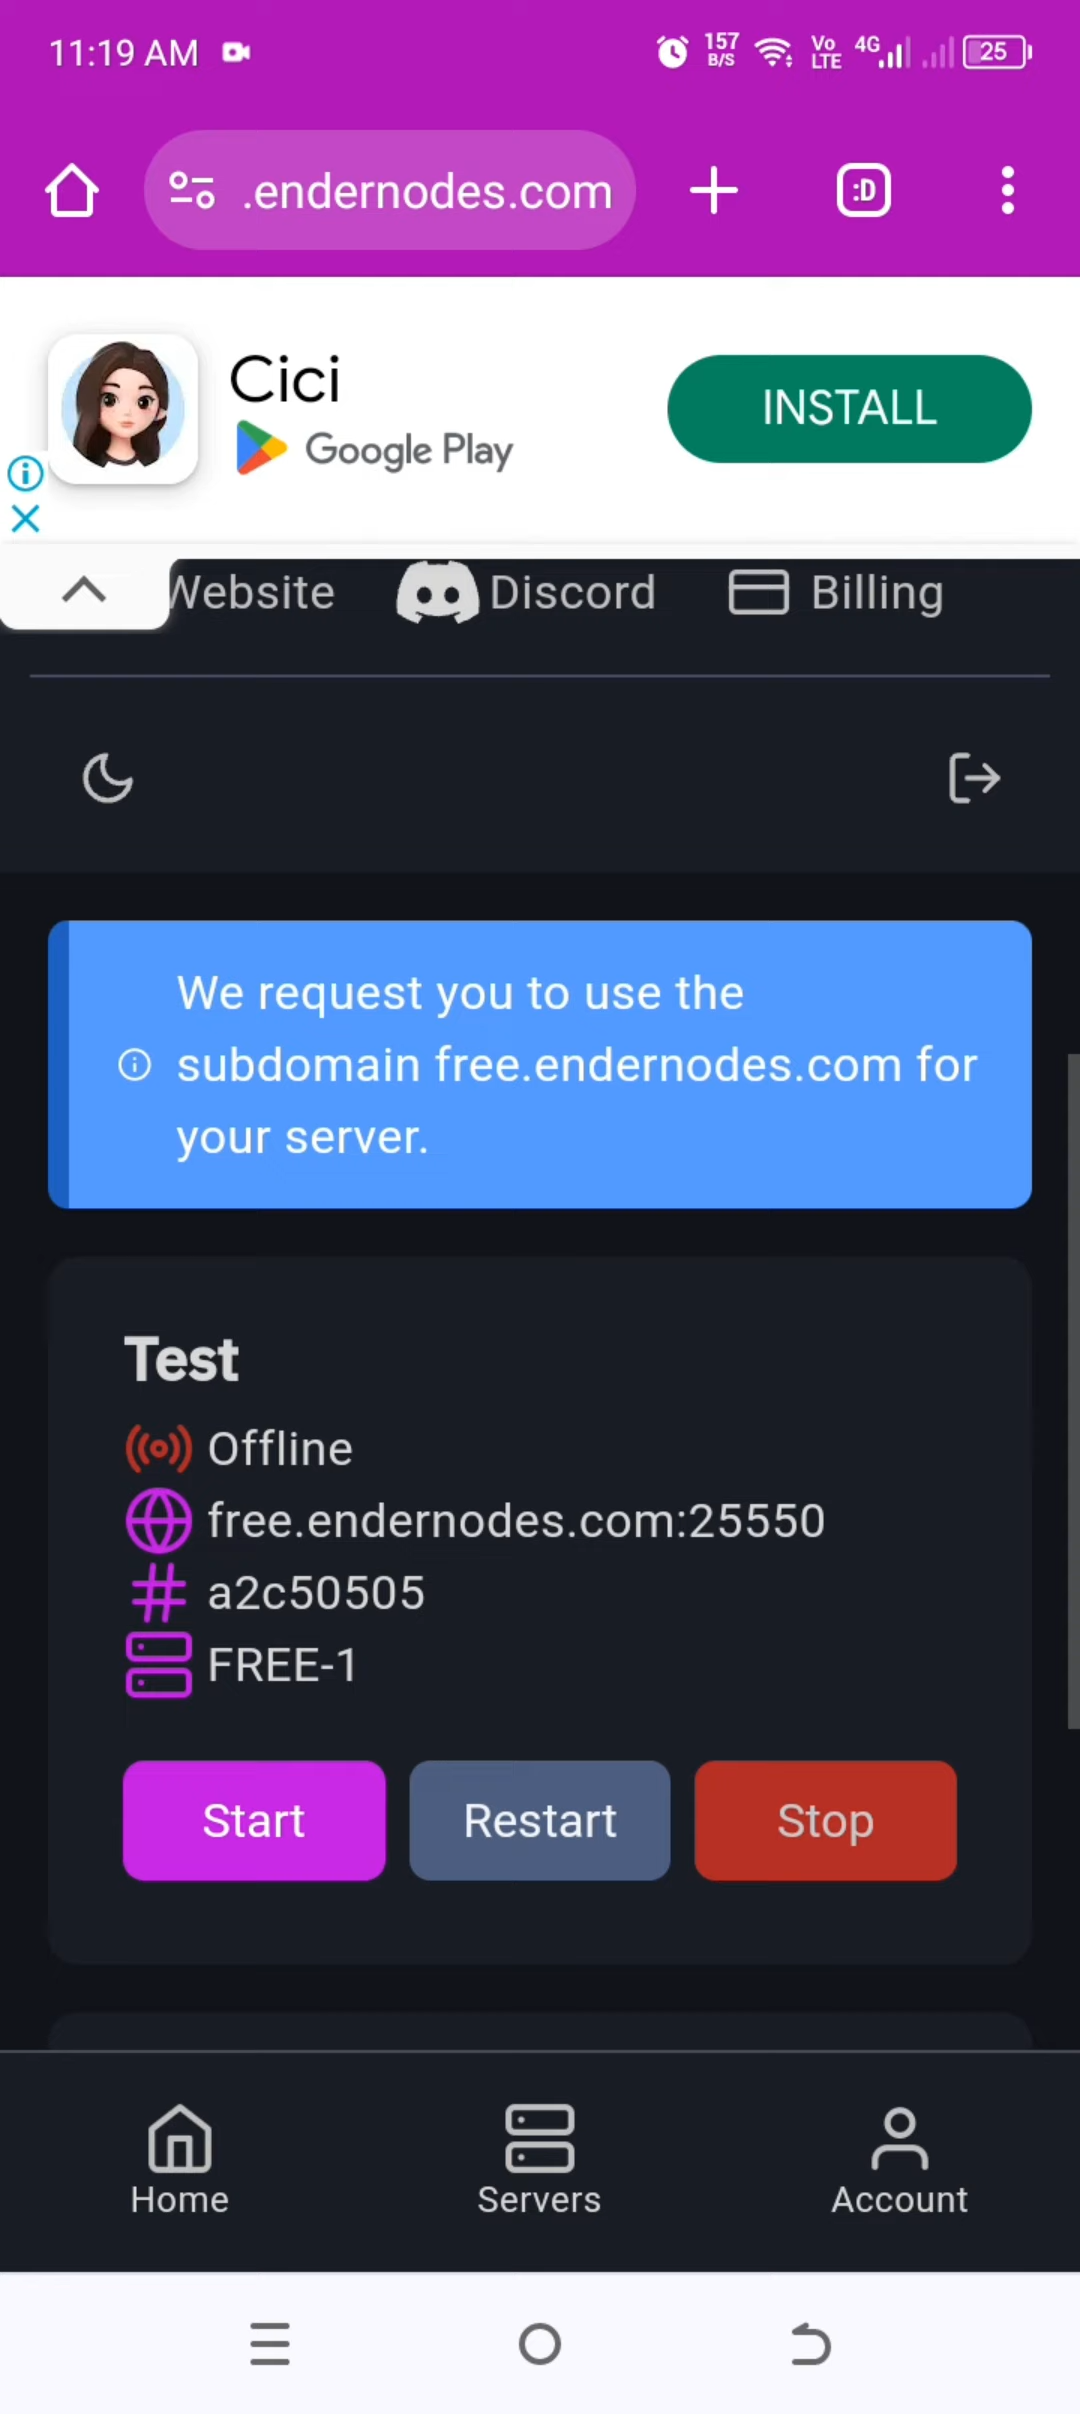 11:19 AM 157 B/S Vo LTE 4G 25
.endernodes.com :D
Cici
Google Play
INSTALL
Website Discord Billing
We request you to use the
subdomain free.endernodes.com for
your server.
Test
Offline
free.endernodes.com:25550
a2c50505
FREE-1
Start Restart Stop
Home Servers Account